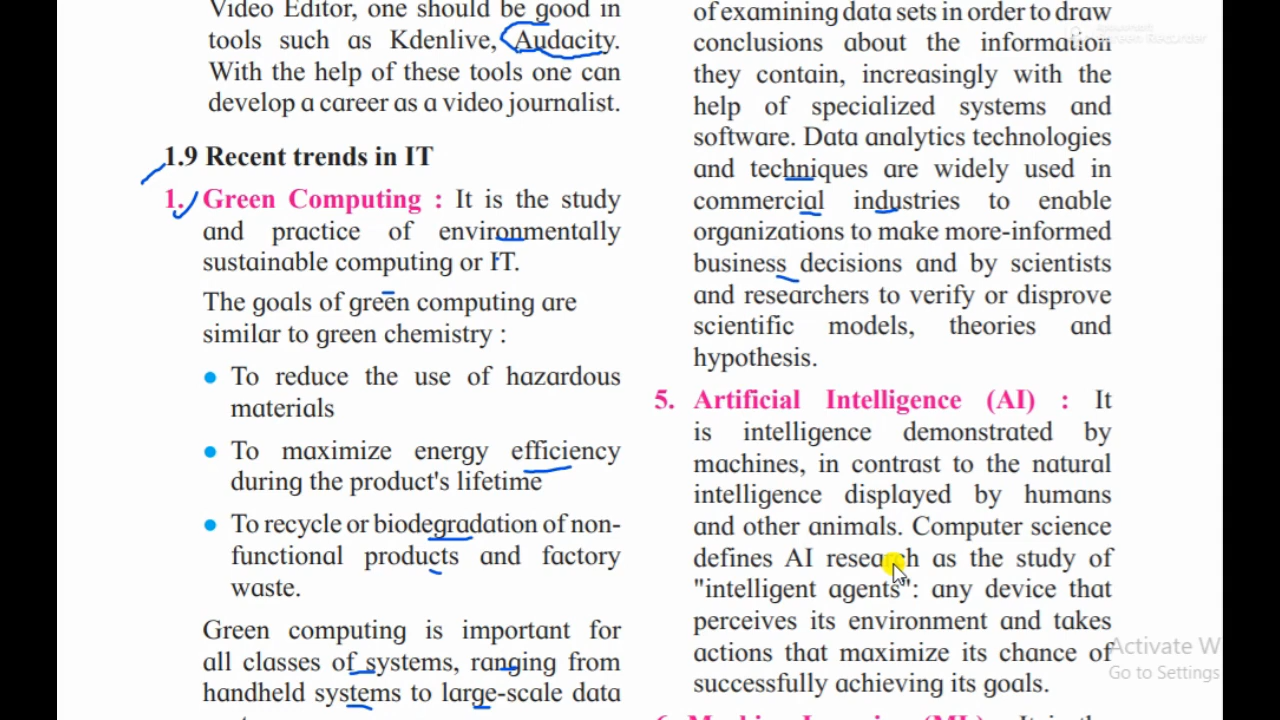 Video Editor, one should be good in
tools such as Kdenlive, Audacity.
With the help of these tools one can
develop a career as a video journalist.
1.9 Recent trends in IT
1. Green Computing : It is the study
and practice of environmentally
sustainable computing or IT.
The goals of green computing are
similar to green chemistry :
• To reduce the use of hazardous
materials
• To maximize energy efficiency
during the product's lifetime
• To recycle or biodegradation of non-
functional products and factory
waste.
Green computing is important for
all classes of systems, ranging from
handheld systems to large-scale data
of examining data sets in order to draw
conclusions about the information
they contain, increasingly with the
help of specialized systems and
software. Data analytics technologies
and techniques are widely used in
commercial industries to enable
organizations to make more-informed
business decisions and by scientists
and researchers to verify or disprove
scientific models, theories and
hypothesis.
5. Artificial Intelligence (AI) : It
is intelligence demonstrated by
machines, in contrast to the natural
intelligence displayed by humans
and other animals. Computer science
defines AI research as the study of
"intelligent agents": any device that
perceives its environment and takes
actions that maximize its chance of
successfully achieving its goals.
Screen Recorder
Activate W
Go to Settings